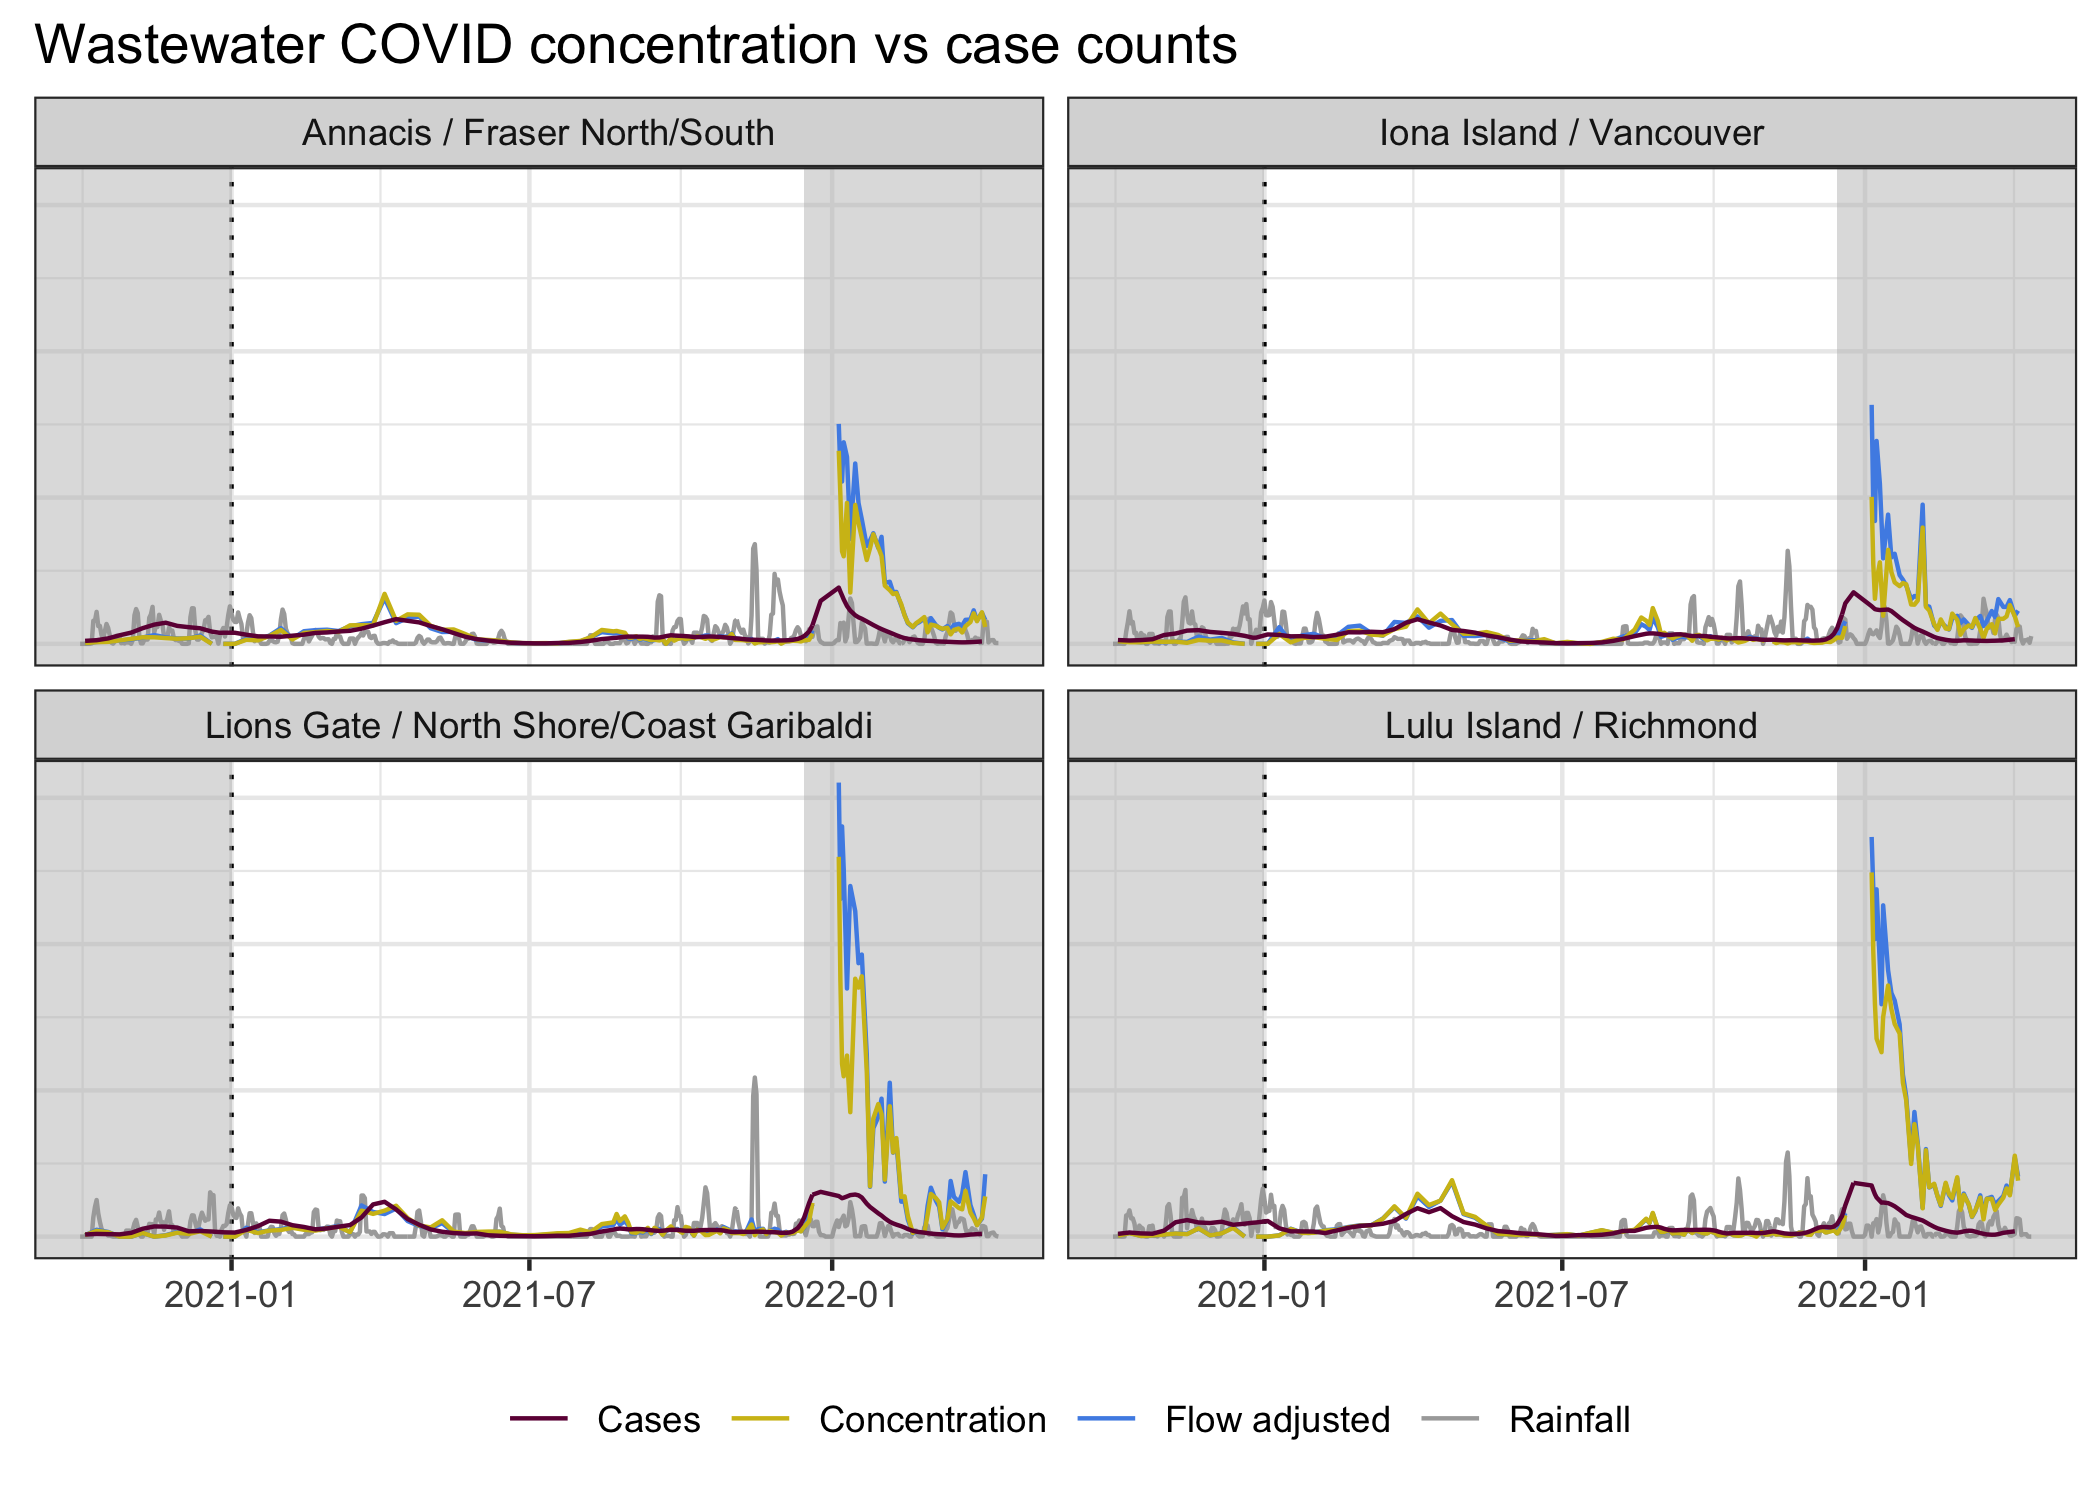 Wastewater COVID concentration vs case counts
Annacis / Fraser North/South
Iona Island / Vancouver
Lions Gate / North Shore/Coast Garibaldi
Lulu Island / Richmond
2021-01 2021-07 2022-01 2021-01 2021-07 2022-01
Cases Concentration Flow adjusted Rainfall